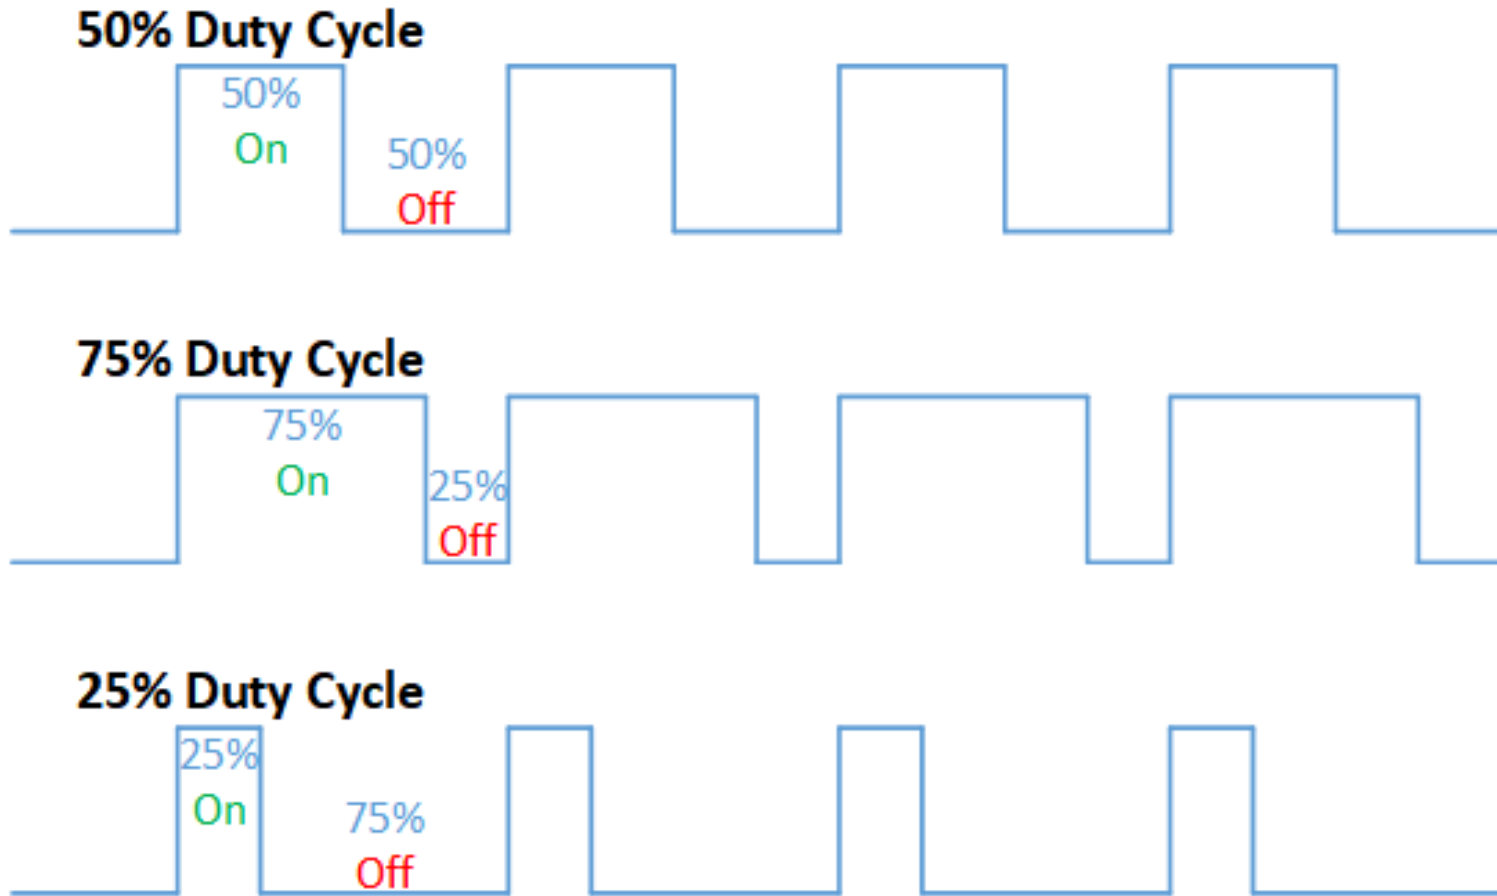 50% Duty Cycle
50%
On
50%
Off
75% Duty Cycle
75%
On
25%
Off
25% Duty Cycle
25%
On
75%
Off